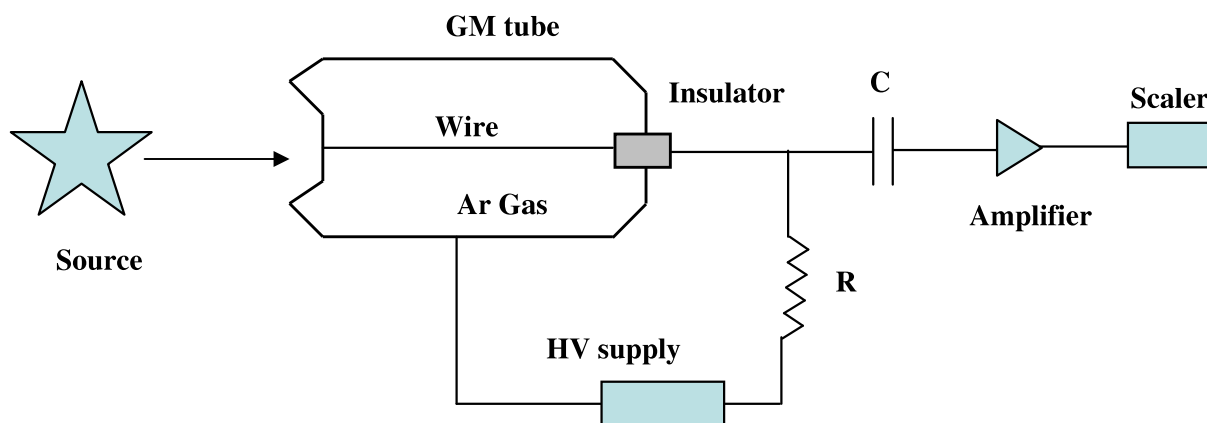 GM tube
C
Insulator
Scaler
Wire
Ar Gas
Amplifier
Source
R
HV supply